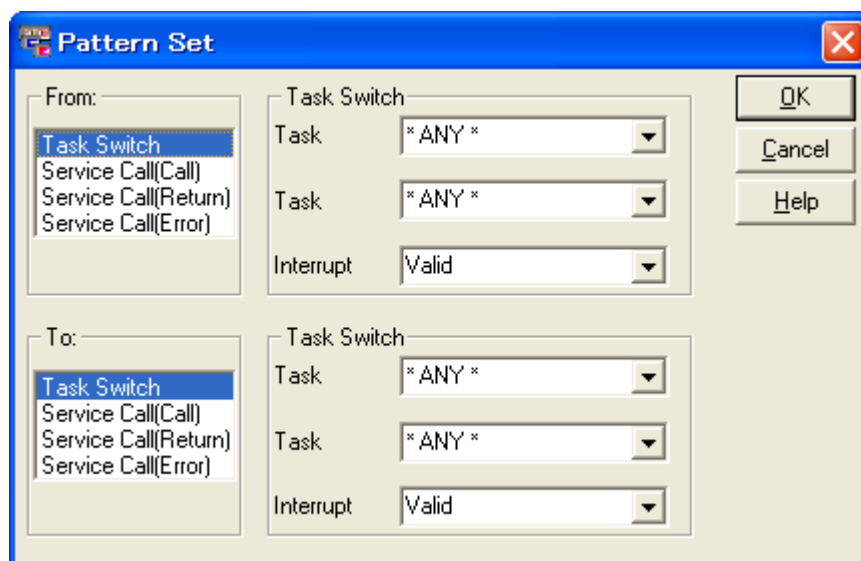 Pattern Set
From:
Task Switch
Service Call(Call)
Service Call(Return)
Service Call(Error)
Task Switch
Task * ANY *
Task * ANY *
Interrupt Valid
OK
Cancel
Help
To:
Task Switch
Service Call(Call)
Service Call(Return)
Service Call(Error)
Task Switch
Task * ANY *
Task * ANY *
Interrupt Valid